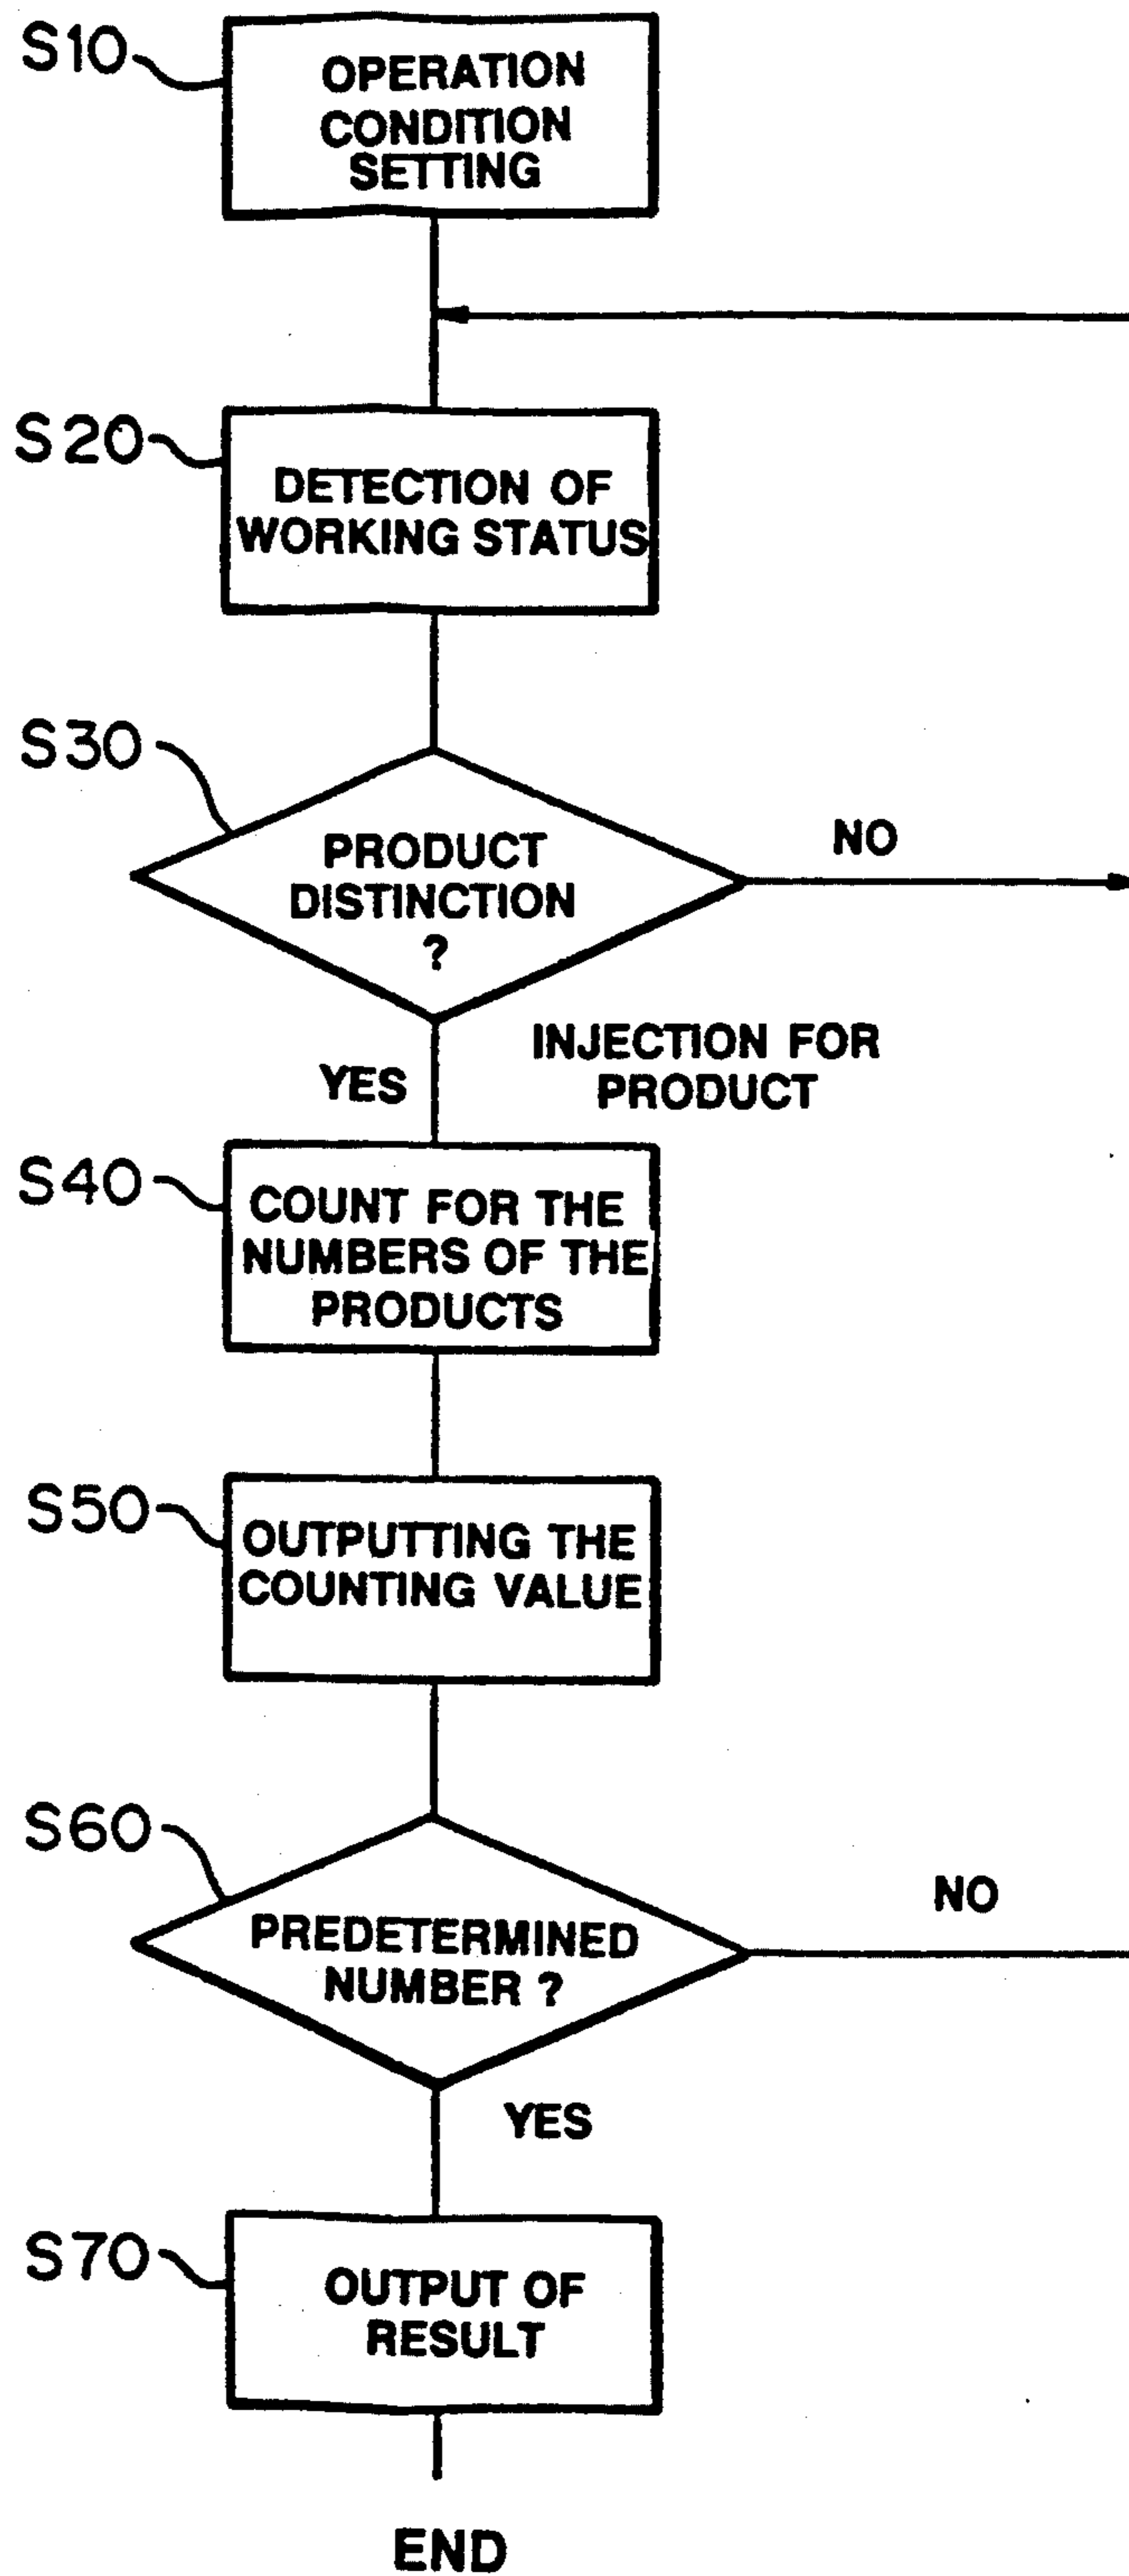 S10
OPERATION
CONDITION
SETTING
S20
DETECTION OF
WORKING STATUS
S30
PRODUCT
DISTINCTION
?
NO
YES
INJECTION FOR
PRODUCT
S40
COUNT FOR THE
NUMBERS OF THE
PRODUCTS
S50
OUTPUTTING THE
COUNTING VALUE
S60
PREDETERMINED
NUMBER ?
NO
YES
S70
OUTPUT OF
RESULT
END